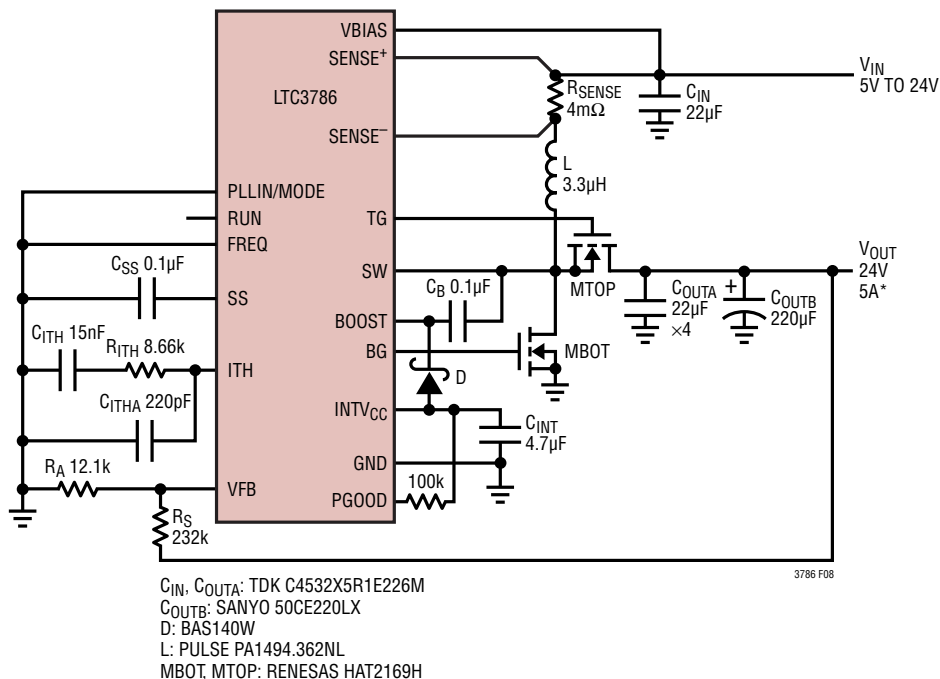 VBIAS
SENSE+
LTC3786
SENSE–
PLLIN/MODE
RUN
FREQ
SS
ITH
VFB
TG
SW
BOOST
BG
INTVCC
GND
PGOOD
RSENSE
4mΩ
CIN
22µF
VIN
5V TO 24V
L
3.3µH
MTOP
VOUT
24V
5A*
COUTA
22µF
×4
+
COUTB
220µF
CSS 0.1µF
CB 0.1µF
MBOT
CITH 15nF
RITH 8.66k
D
CITHA 220pF
CINT
4.7µF
RA 12.1k
100k
RS
232k
3786 F08
CIN, COUTA: TDK C4532X5R1E226M
COUTB: SANYO 50CE220LX
D: BAS140W
L: PULSE PA1494.362NL
MBOT, MTOP: RENESAS HAT2169H